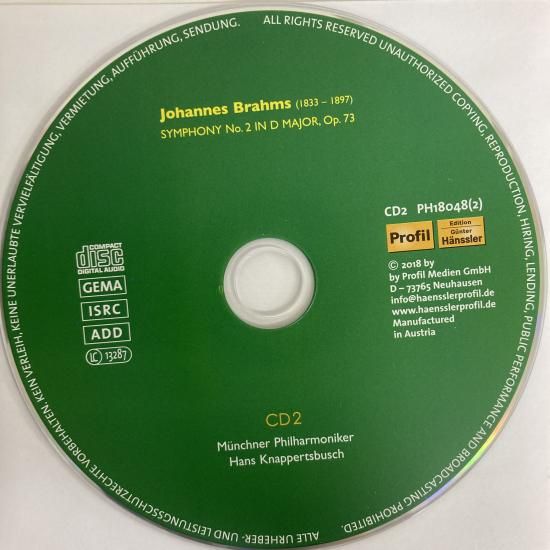 ALL RIGHTS RESERVED UNAUTHORIZED COPYING, REPRODUCTION, HIRING, LENDING, PUBLIC PERFORMANCE AND BROADCASTING PROHIBITED.
ALLE URHEBER- UND LEISTUNGSSCHUTZRECHTE VORBEHALTEN KEIN VERLEIH, KEINE UNERLAUBTE VERVIELFÄLTIGUNG, VERMIETUNG, AUFFÜHRUNG, SENDUNG.
Johannes Brahms (1833 – 1897)
SYMPHONY No. 2 IN D MAJOR, Op. 73
CD2 PH18048(2)
Profil
Edition
Günter
Hänssler
© 2018 by
by Profil Medien GmbH
D – 73765 Neuhausen
info@haensslerprofil.de
www.haensslerprofil.de
Manufactured
in Austria
COMPACT
disc
DIGITAL AUDIO
GEMA
ISRC
ADD
LC 13287
CD2
Münchner Philharmoniker
Hans Knappertsbusch